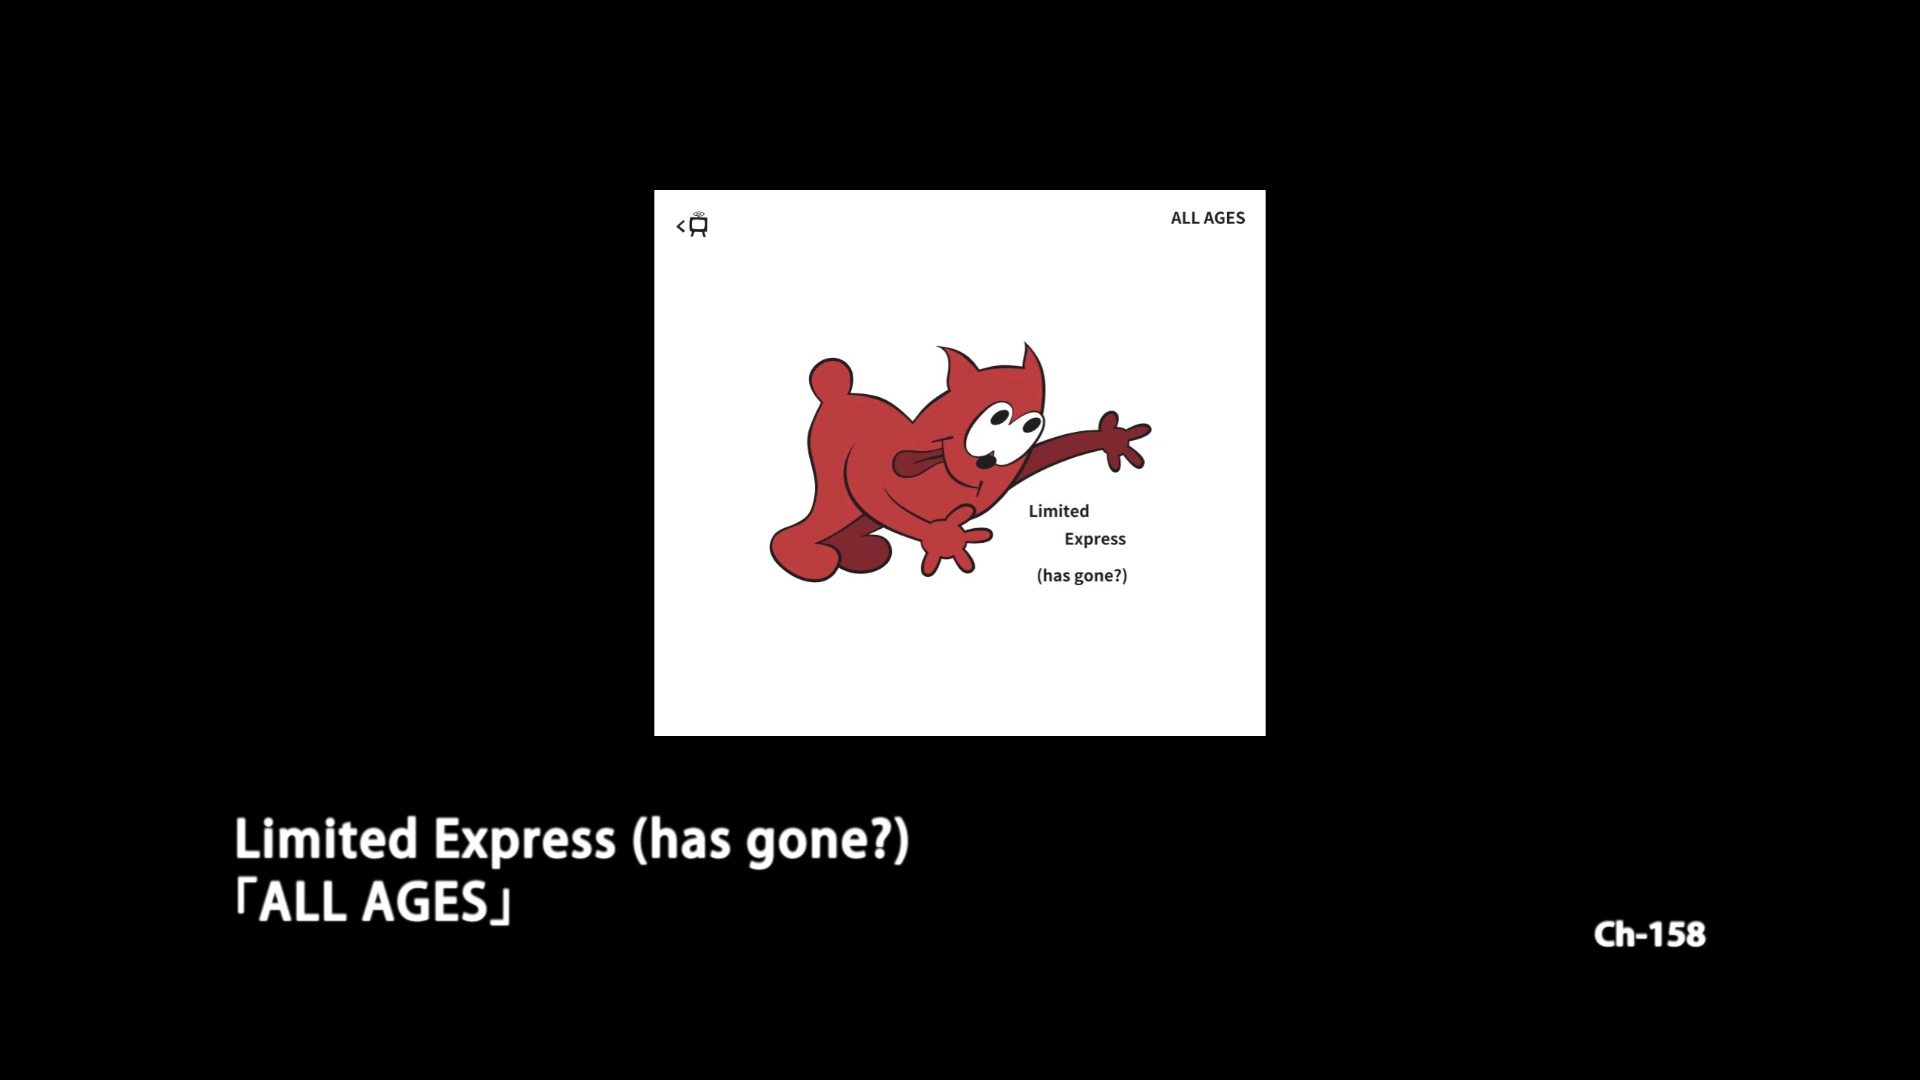 ALL AGES
Limited
Express
(has gone?)
Limited Express (has gone?)
「ALL AGES」
Ch-158